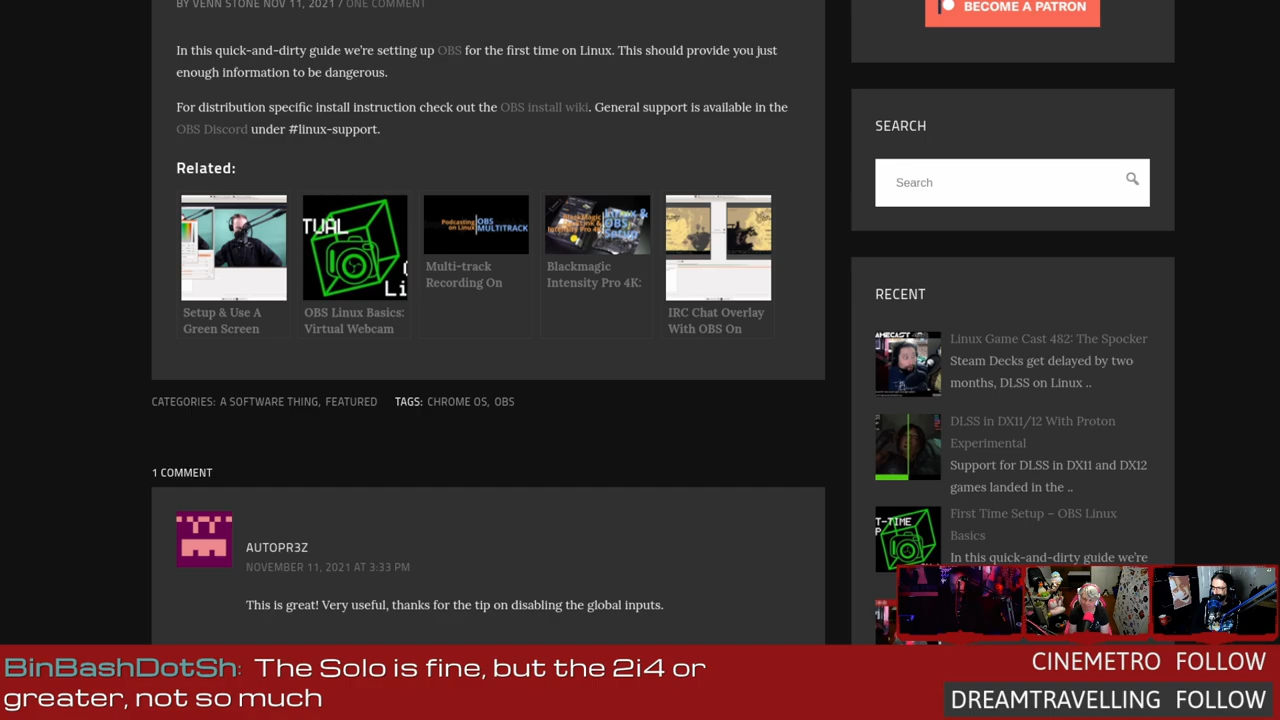 BY VENN STONE NOV 11, 2021 / ONE COMMENT
In this quick-and-dirty guide we're setting up OBS for the first time on Linux. This should provide you just
enough information to be dangerous.
For distribution specific install instruction check out the OBS install wiki. General support is available in the
OBS Discord under #linux-support.
Related:
TUAL
Li
Podcasting
on Linux
OBS
MULTITRACK
Setup & Use A
Green Screen
OBS Linux Basics:
Virtual Webcam
Multi-track
Recording On
Blackmagic
Intensity Pro 4K:
IRC Chat Overlay
With OBS On
CATEGORIES: A SOFTWARE THING, FEATURED TAGS: CHROME OS, OBS
1 COMMENT
AUTOPR3Z
NOVEMBER 11, 2021 AT 3:33 PM
This is great! Very useful, thanks for the tip on disabling the global inputs.
BECOME A PATRON
SEARCH
Search
RECENT
AMECAST
Linux Game Cast 482: The Spocker
Steam Decks get delayed by two
months, DLSS on Linux ..
DLSS in DX11/12 With Proton
Experimental
Support for DLSS in DX11 and DX12
games landed in the ..
T-TIME
First Time Setup – OBS Linux
Basics
In this quick-and-dirty guide we're
BinBashDotSh: The Solo is fine, but the 2i4 or
greater, not so much
CINEMETRO FOLLOW
DREAMTRAVELLING FOLLOW